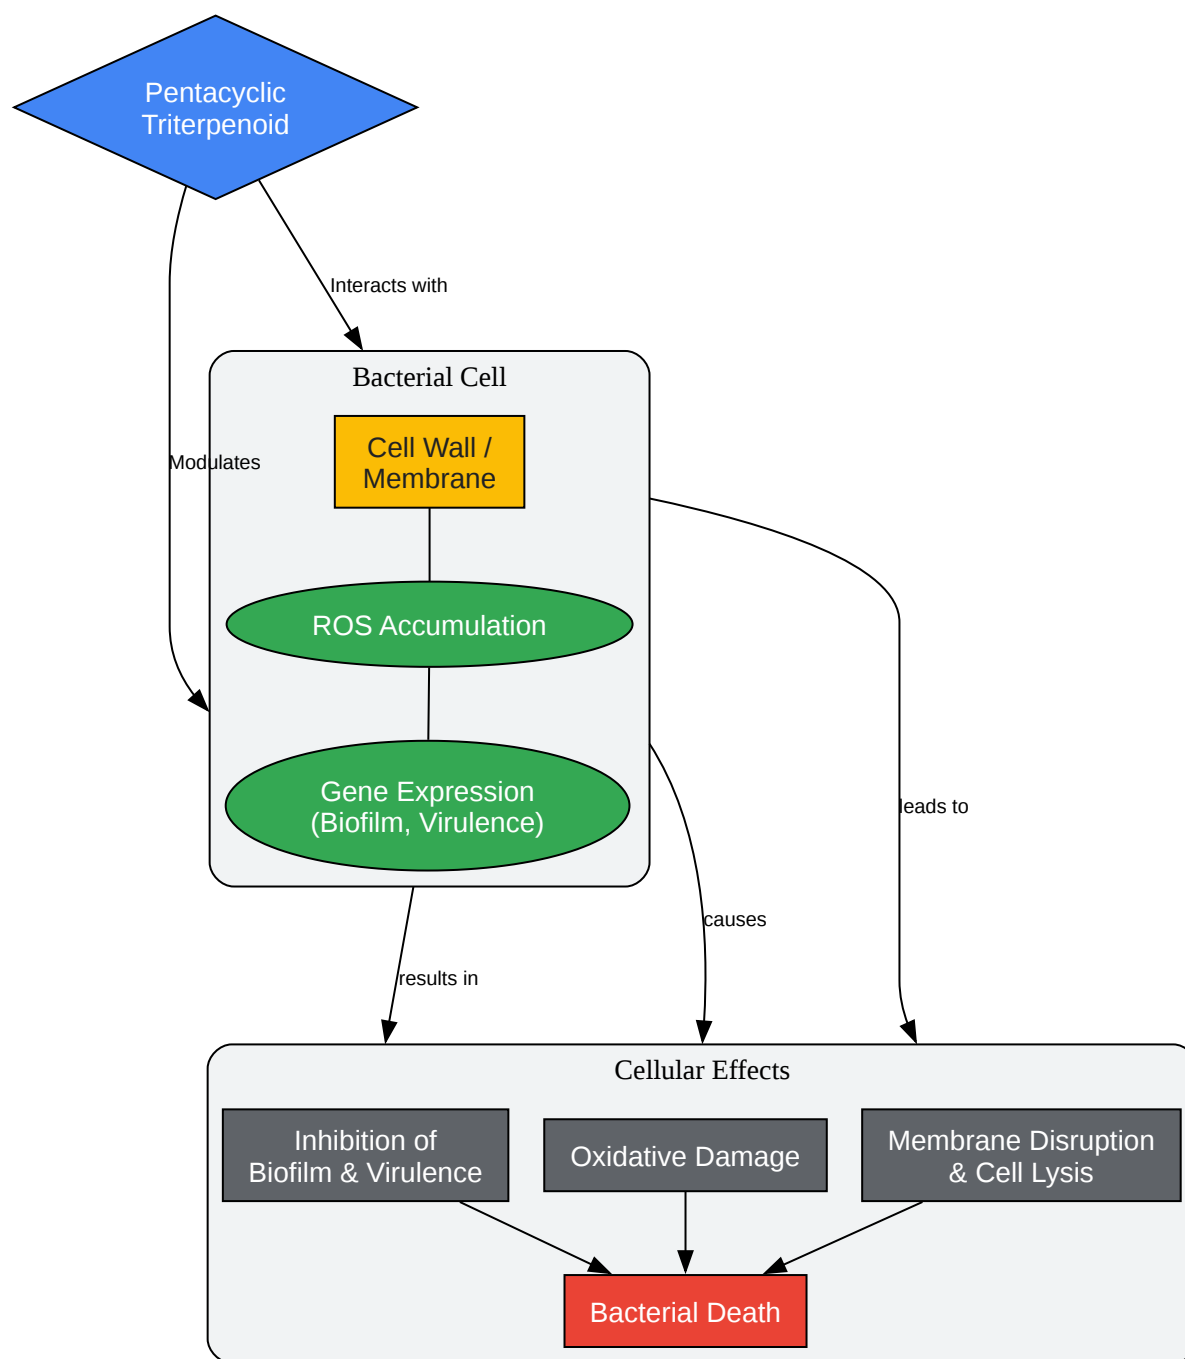 Pentacyclic
Triterpenoid
Interacts with
Bacterial Cell
Cell Wall /
Membrane
Modulates
ROS Accumulation
Gene Expression
(Biofilm, Virulence)
leads to
causes
results in
Cellular Effects
Inhibition of
Biofilm & Virulence
Oxidative Damage
Membrane Disruption
& Cell Lysis
Bacterial Death